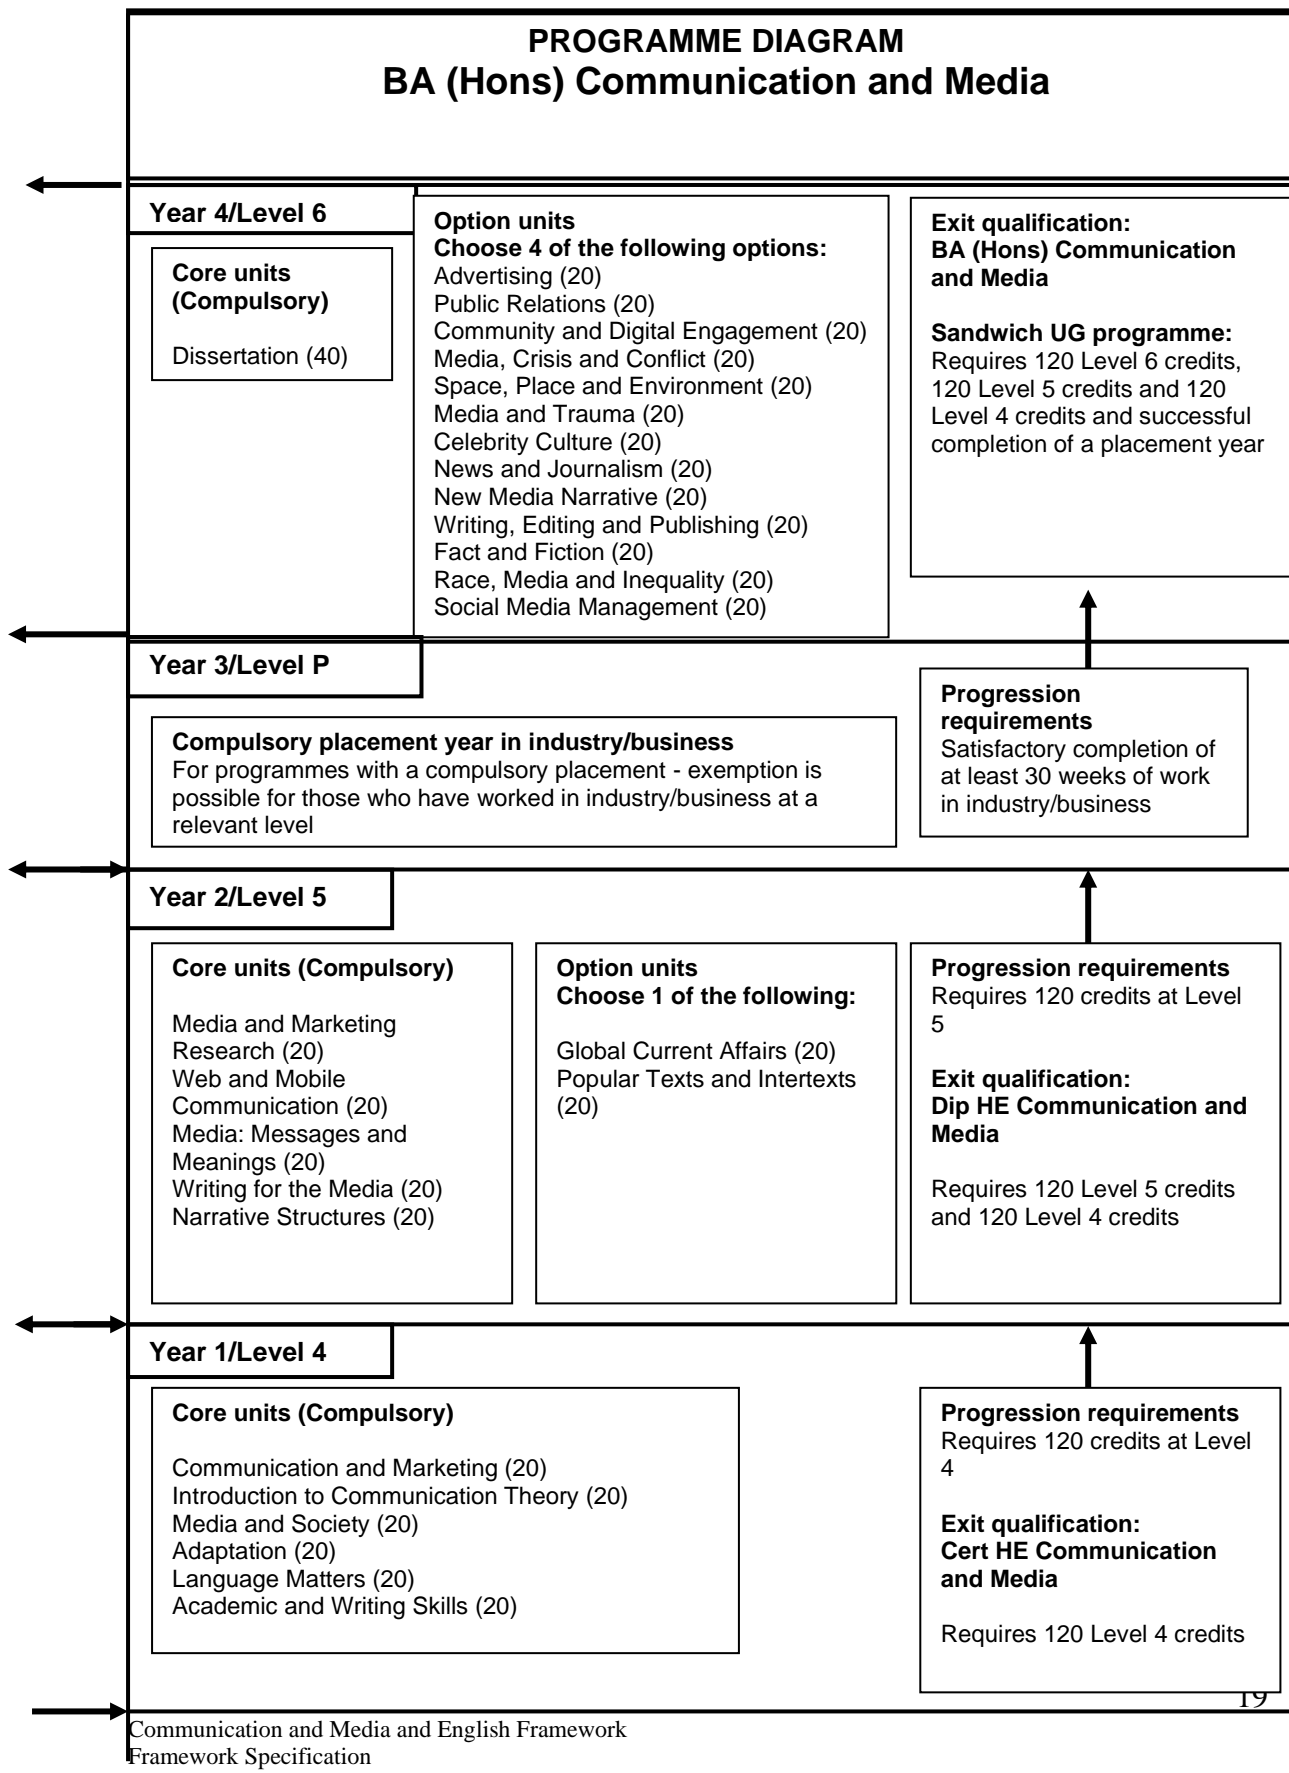 PROGRAMME DIAGRAM
BA (Hons) Communication and Media
Year 4/Level 6
Core units
(Compulsory)
Dissertation (40)
Option units
Choose 4 of the following options:
Advertising (20)
Public Relations (20)
Community and Digital Engagement (20)
Media, Crisis and Conflict (20)
Space, Place and Environment (20)
Media and Trauma (20)
Celebrity Culture (20)
News and Journalism (20)
New Media Narrative (20)
Writing, Editing and Publishing (20)
Fact and Fiction (20)
Race, Media and Inequality (20)
Social Media Management (20)
Exit qualification:
BA (Hons) Communication
and Media
Sandwich UG programme:
Requires 120 Level 6 credits,
120 Level 5 credits and 120
Level 4 credits and successful
completion of a placement year
Year 3/Level P
Compulsory placement year in industry/business
For programmes with a compulsory placement - exemption is
possible for those who have worked in industry/business at a
relevant level
Progression
requirements
Satisfactory completion of
at least 30 weeks of work
in industry/business
Year 2/Level 5
Core units (Compulsory)
Media and Marketing
Research (20)
Web and Mobile
Communication (20)
Media: Messages and
Meanings (20)
Writing for the Media (20)
Narrative Structures (20)
Option units
Choose 1 of the following:
Global Current Affairs (20)
Popular Texts and Intertexts
(20)
Progression requirements
Requires 120 credits at Level
5
Exit qualification:
Dip HE Communication and
Media
Requires 120 Level 5 credits
and 120 Level 4 credits
Year 1/Level 4
Core units (Compulsory)
Communication and Marketing (20)
Introduction to Communication Theory (20)
Media and Society (20)
Adaptation (20)
Language Matters (20)
Academic and Writing Skills (20)
Progression requirements
Requires 120 credits at Level
4
Exit qualification:
Cert HE Communication
and Media
Requires 120 Level 4 credits
19
Communication and Media and English Framework
Framework Specification